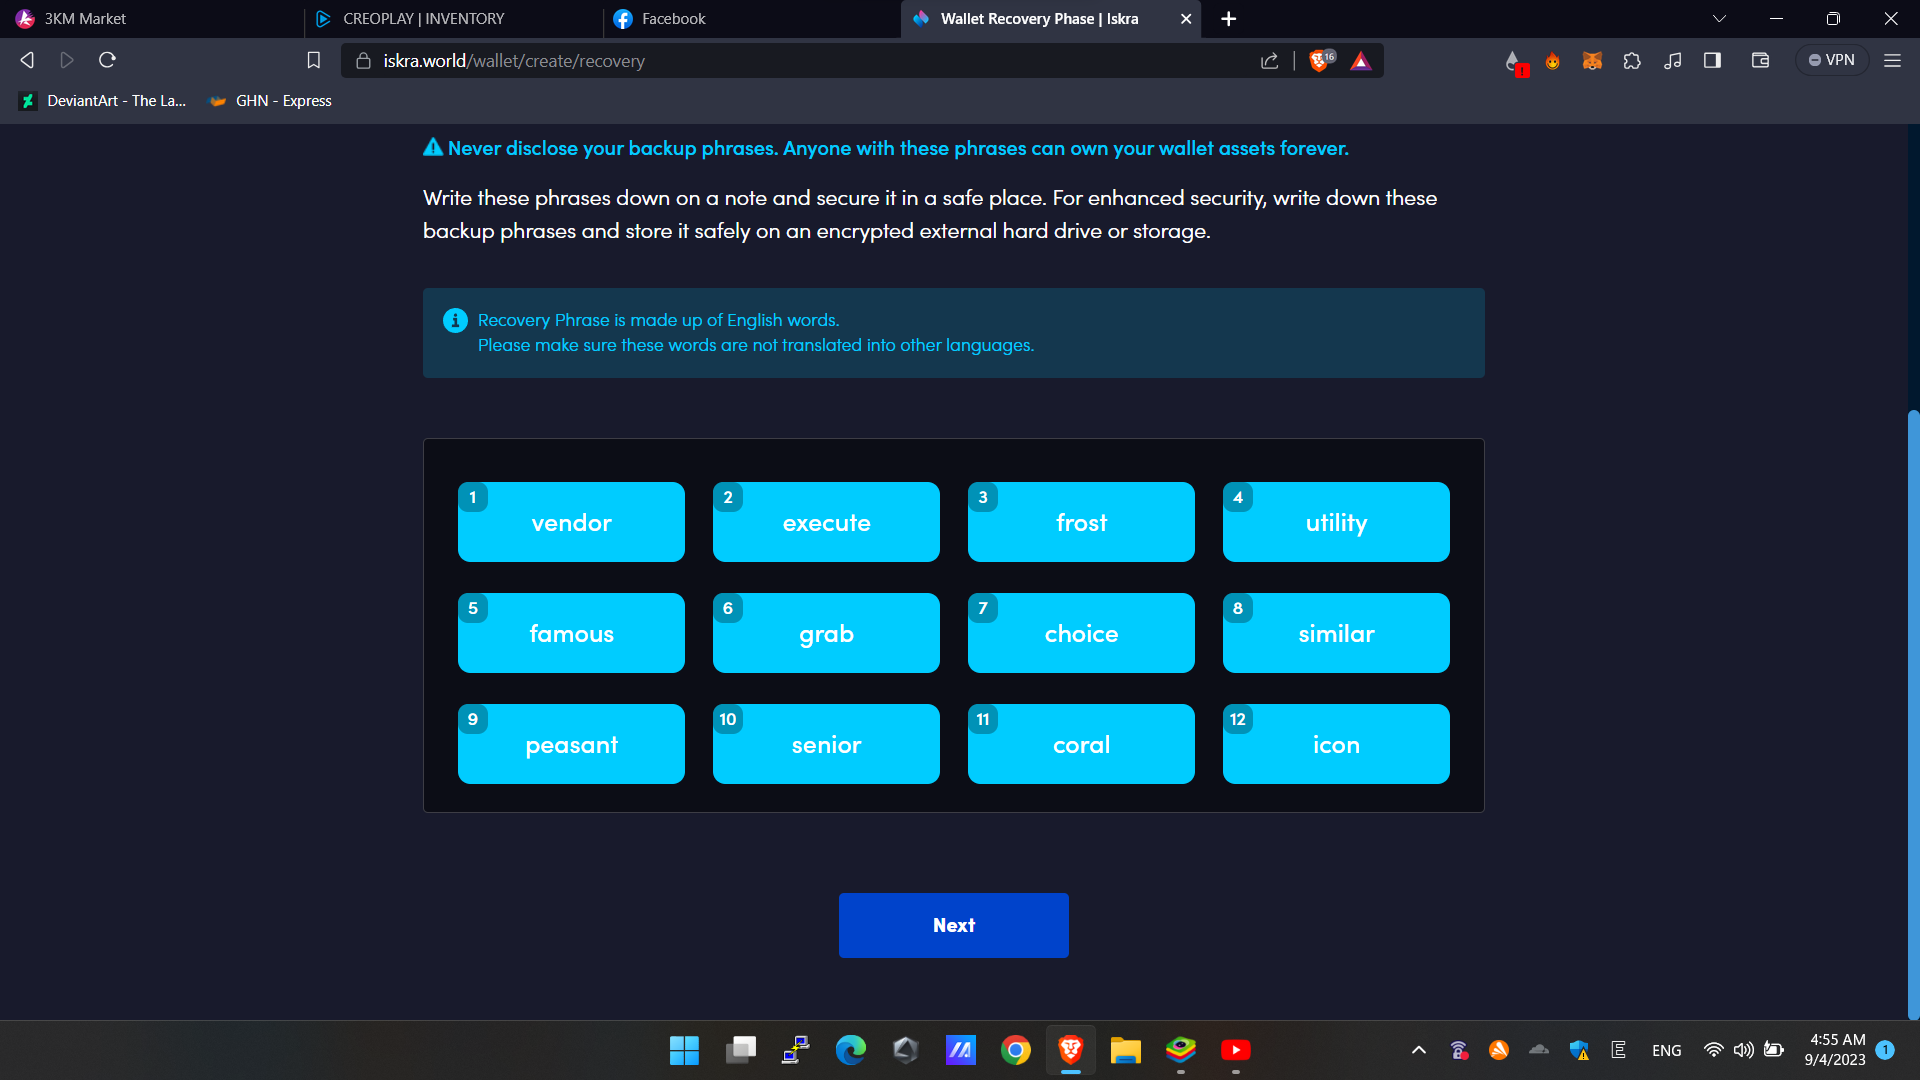 3KM Market
CREOPLAY | INVENTORY
Facebook
Wallet Recovery Phase | Iskra
iskra.world/wallet/create/recovery
16
VPN
DeviantArt - The La...
GHN - Express
Never disclose your backup phrases. Anyone with these phrases can own your wallet assets forever.
Write these phrases down on a note and secure it in a safe place. For enhanced security, write down these
backup phrases and store it safely on an encrypted external hard drive or storage.
Recovery Phrase is made up of English words.
Please make sure these words are not translated into other languages.
1 vendor
2 execute
3 frost
4 utility
5 famous
6 grab
7 choice
8 similar
9 peasant
10 senior
11 coral
12 icon
Next
ENG
4:55 AM
9/4/2023
1